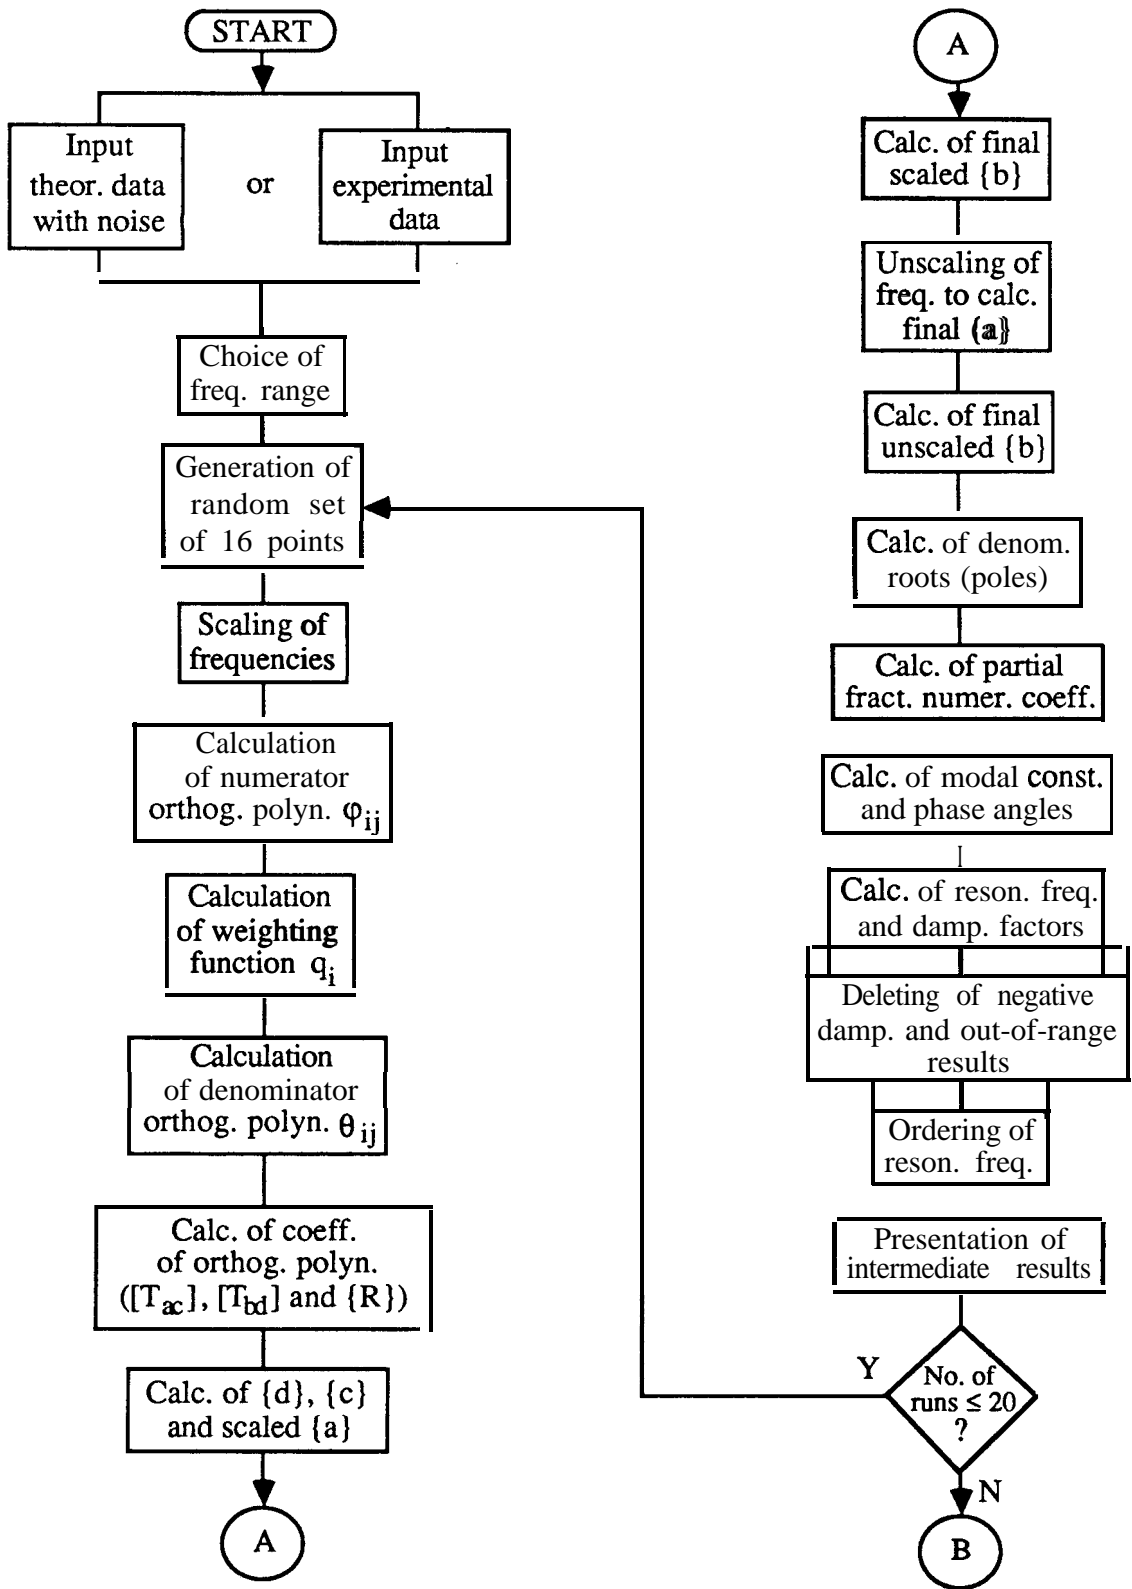 START
Input
theor. data
with noise
or
Input
experimental
data
Choice of
freq. range
Generation of
random set
of 16 points
Scaling of
frequencies
Calculation
of numerator
orthog. polyn. φij
Calculation
of weighting
function qi
Calculation
of denominator
orthog. polyn. θij
Calc. of coeff.
of orthog. polyn.
([Tac], [Tbd] and {R})
Calc. of {d}, {c}
and scaled {a}
A
A
Calc. of final
scaled {b}
Unscaling of
freq. to calc.
final {a}
Calc. of final
unscaled {b}
Calc. of denom.
roots (poles)
Calc. of partial
fract. numer. coeff.
Calc. of modal const.
and phase angles
Calc. of reson. freq.
and damp. factors
Deleting of negative
damp. and out-of-range
results
Ordering of
reson. freq.
Presentation of
intermediate results
Y
No. of
runs ≤ 20
?
N
B